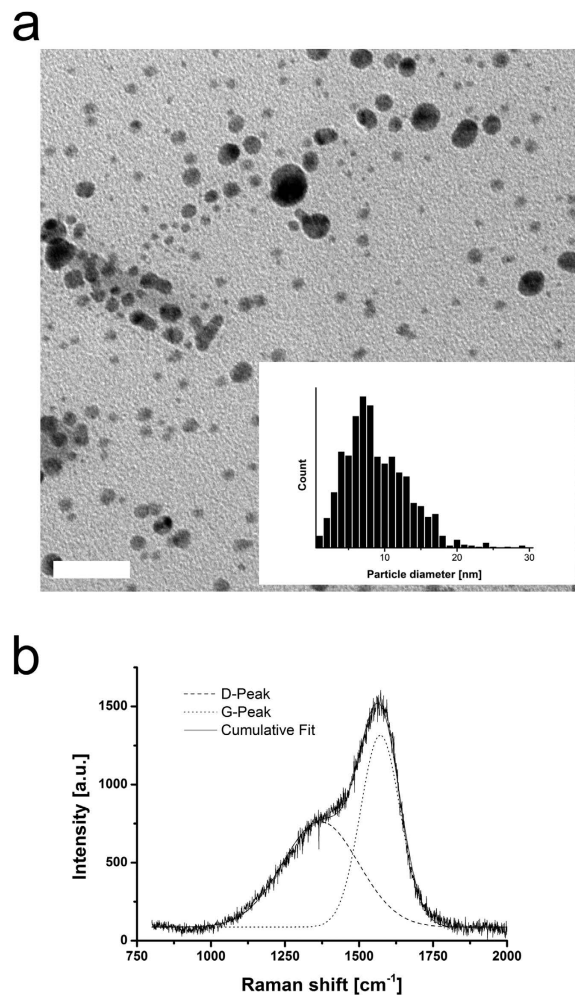 a
Count
10
20
30
Particle diameter [nm]
b
1500
1000
500
0
Intensity [a.u.]
D-Peak
G-Peak
Cumulative Fit
750
1000
1250
1500
1750
2000
Raman shift [cm⁻¹]